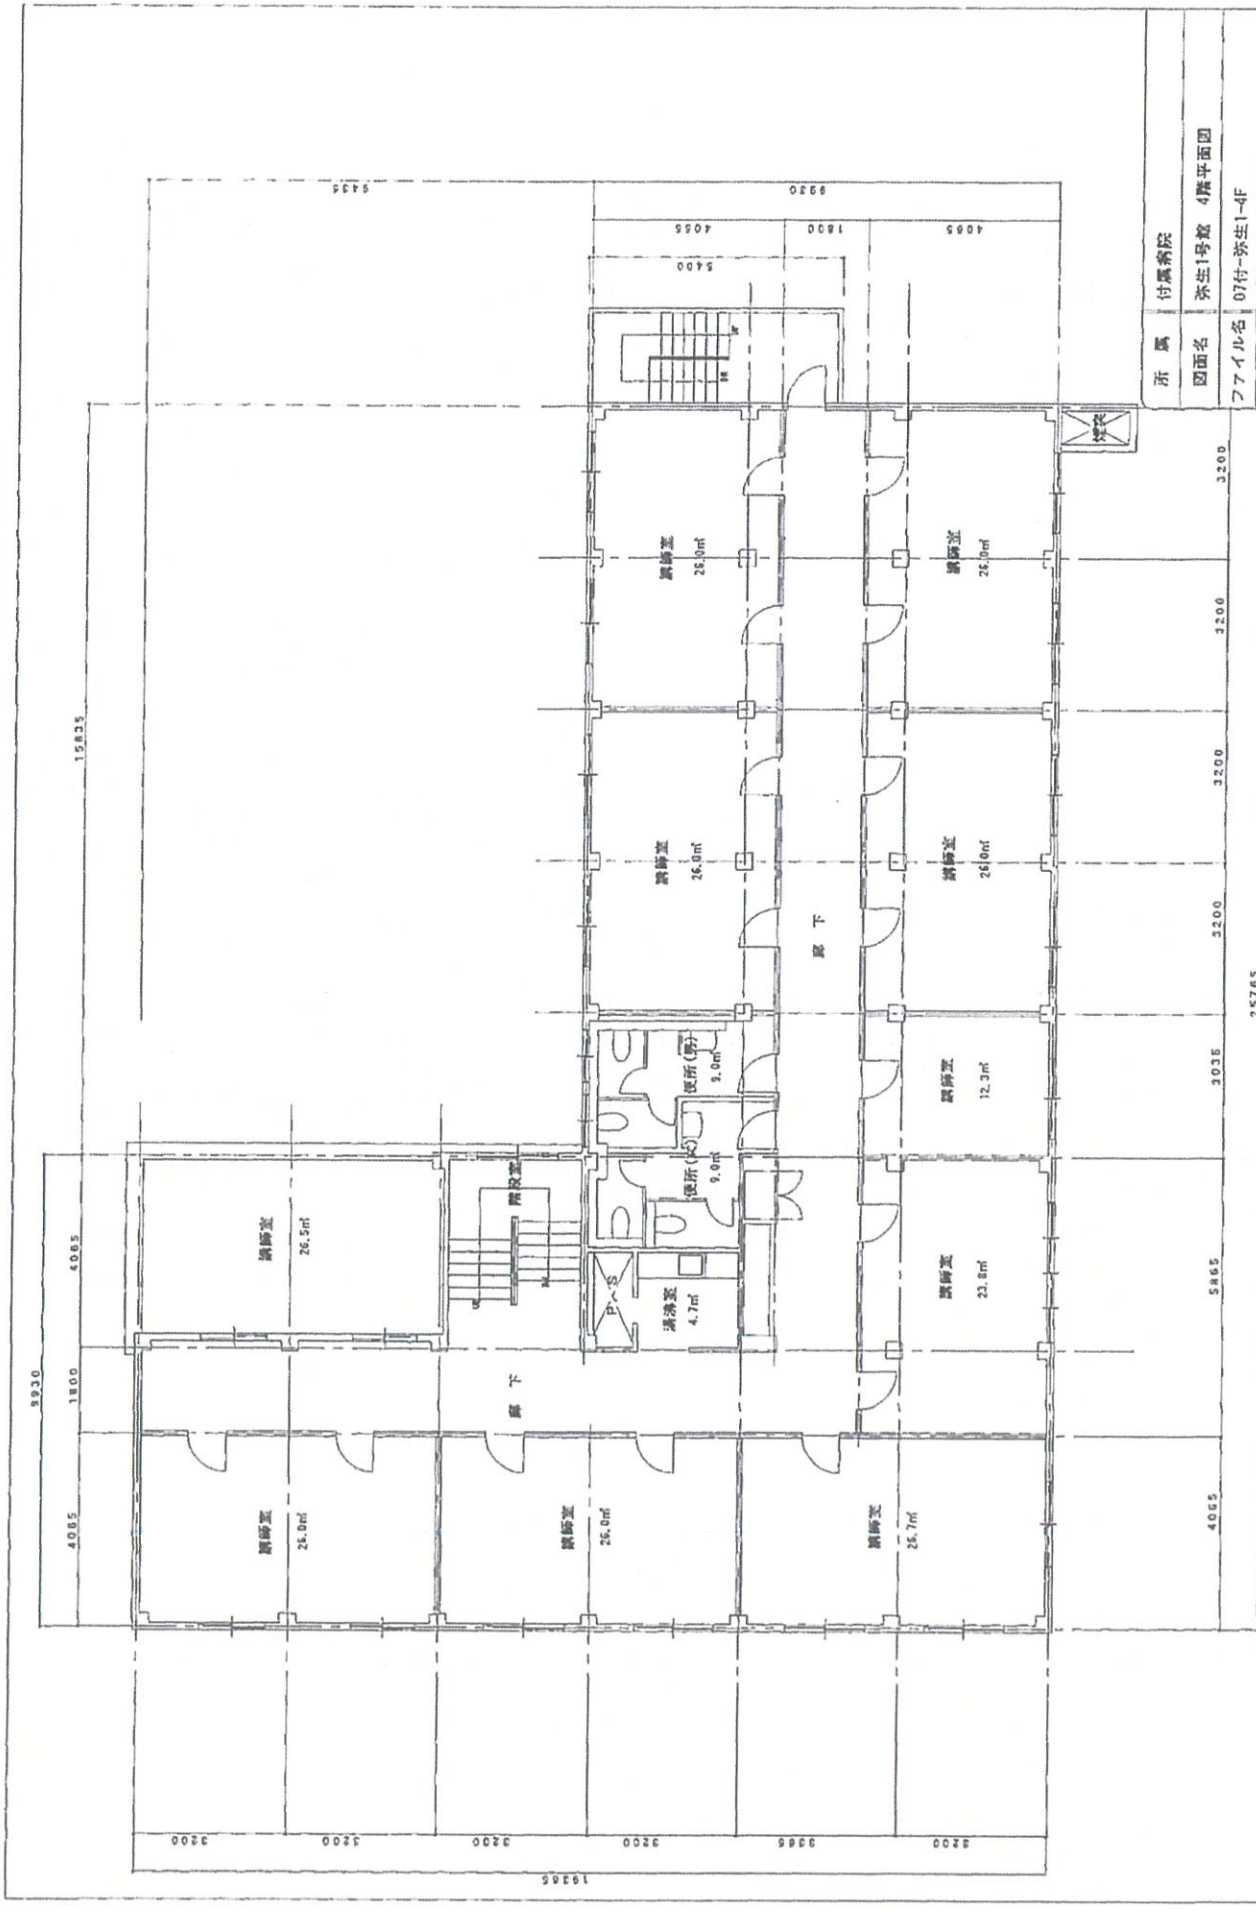 15835
9435
9930
4065
1800
5400
9930
4065
1800
4065
講師室
26.0㎡
講師室
26.0㎡
講師室
26.0㎡
講師室
26.0㎡
煙突
廊 下
便所(男)
9.0㎡
便所(女)
9.0㎡
講師室
12.3㎡
講師室
23.8㎡
階段室
講師室
26.5㎡
P・S
湯沸室
4.7㎡
廊 下
講師室
26.0㎡
講師室
26.0㎡
講師室
26.7㎡
3200
3200
3200
3200
3035
5865
4065
25765
3200
3200
3200
3200
3200
所 属 付属病院
図面名 弥生1号館 4階平面図
ファイル名 07付-弥生1-4F